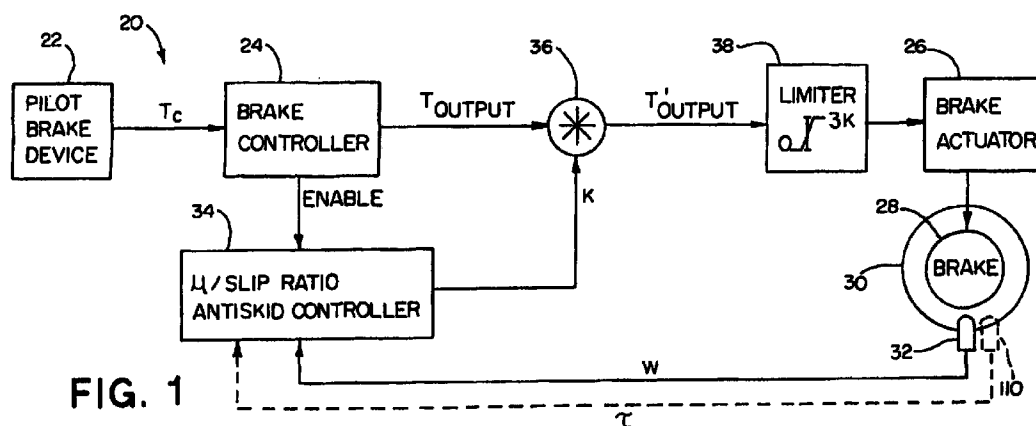 20
22
24
36
38
26
PILOT
BRAKE
DEVICE
Tc
BRAKE
CONTROLLER
TOUTPUT
T'OUTPUT
LIMITER
3K
0
BRAKE
ACTUATOR
ENABLE
K
34
μ/SLIP RATIO
ANTISKID CONTROLLER
28
BRAKE
30
32
110
W
FIG. 1
τ